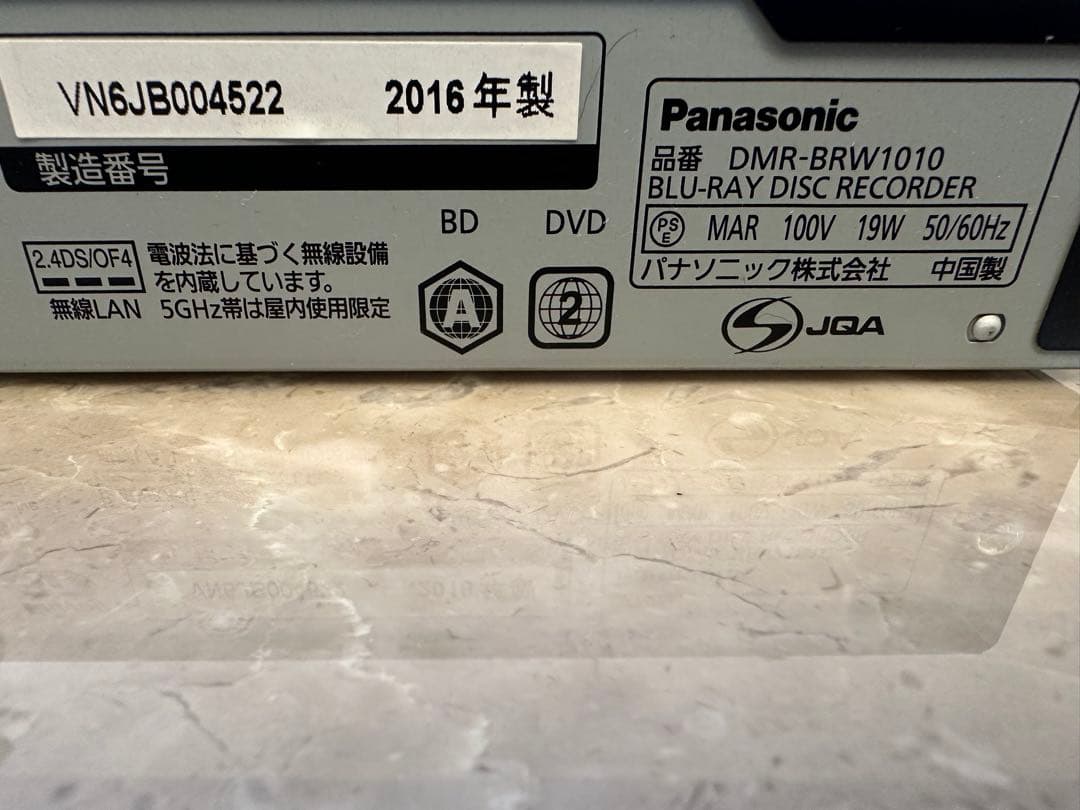 VN6JB004522 2016年製
製造番号
2.4DS/OF4
無線LAN
電波法に基づく無線設備
を内蔵しています。
5GHz帯は屋内使用限定
BD DVD
A 2
Panasonic
品番 DMR-BRW1010
BLU-RAY DISC RECORDER
PSE MAR 100V 19W 50/60Hz
パナソニック株式会社 中国製
JQA